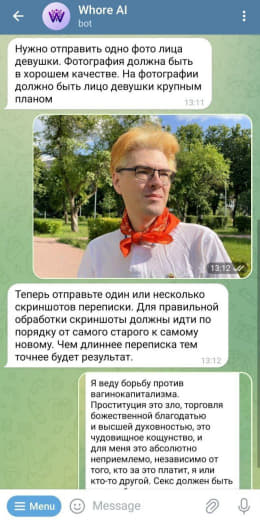 Whore AI
bot
Нужно отправить одно фото лица
девушки. Фотография должна быть
в хорошем качестве. На фотографии
должно быть лицо девушки крупным
планом
13:11
13:12
Теперь отправьте один или несколько
скриншотов переписки. Для правильной
обработки скриншоты должны идти по
порядку от самого старого к самому
новому. Чем длиннее переписка тем
точнее будет результат.
13:12
Я веду борьбу против
вагинокапитализма.
Проституция это зло, торговля
божественной благодатью
и высшей духовностью, это
чудовищное кощунство, и
для меня это абсолютно
неприемлемо, независимо от
того, кто за это платит, я или
кто-то другой. Секс должен быть
Menu
Message